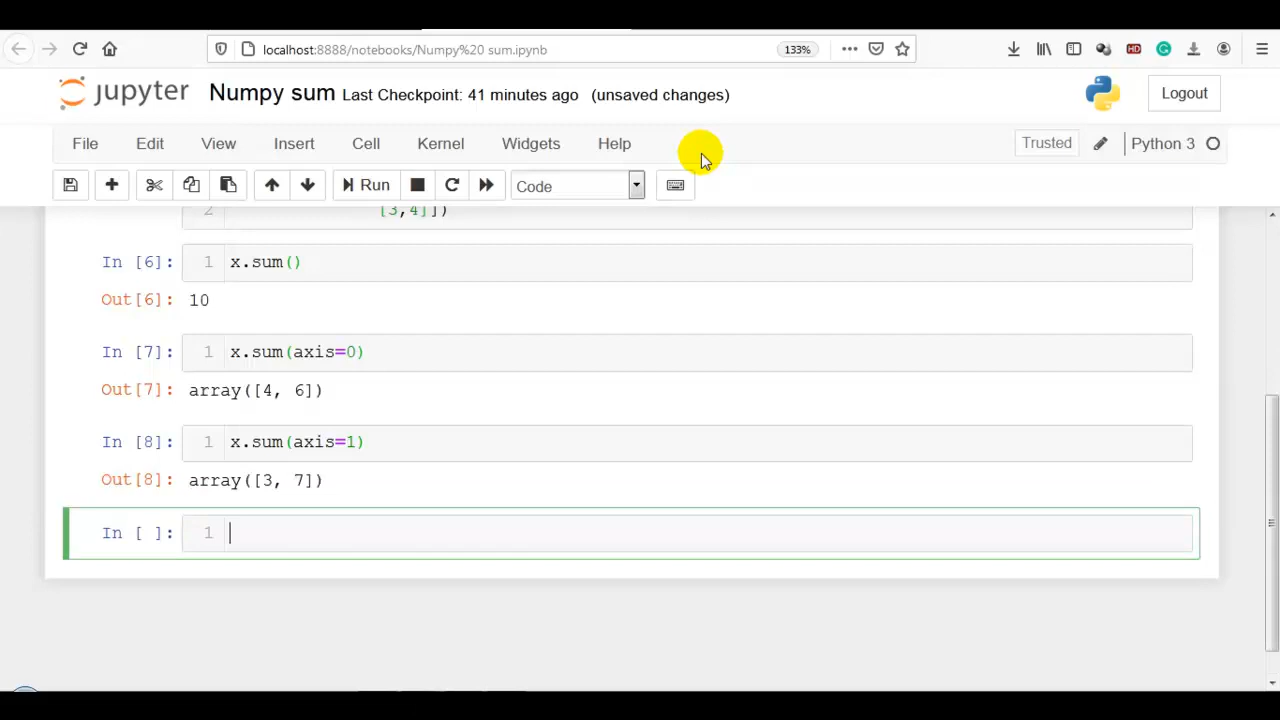 localhost:8888/notebooks/Numpy%20 sum.ipynb
133%
HD
jupyter Numpy sum Last Checkpoint: 41 minutes ago (unsaved changes)
Logout
File Edit View Insert Cell Kernel Widgets Help
Trusted Python 3
Run Code
2 [3,4]])
In [6]: 1 x.sum()
Out[6]: 10
In [7]: 1 x.sum(axis=0)
Out[7]: array([4, 6])
In [8]: 1 x.sum(axis=1)
Out[8]: array([3, 7])
In [ ]: 1